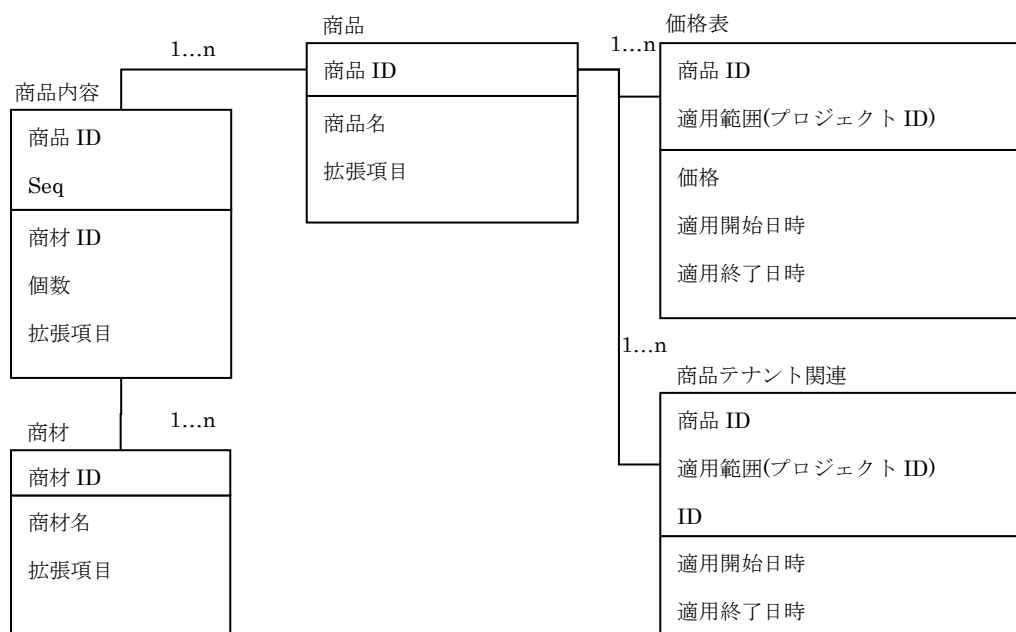 商品
1…n
商品 ID
商品名
拡張項目
価格表
1…n
商品 ID
適用範囲(プロジェクト ID)
価格
適用開始日時
適用終了日時
商品内容
商品 ID
Seq
商材 ID
個数
拡張項目
1…n
商品テナント関連
商品 ID
適用範囲(プロジェクト ID)
ID
適用開始日時
適用終了日時
商材
1…n
商材 ID
商材名
拡張項目
1…n